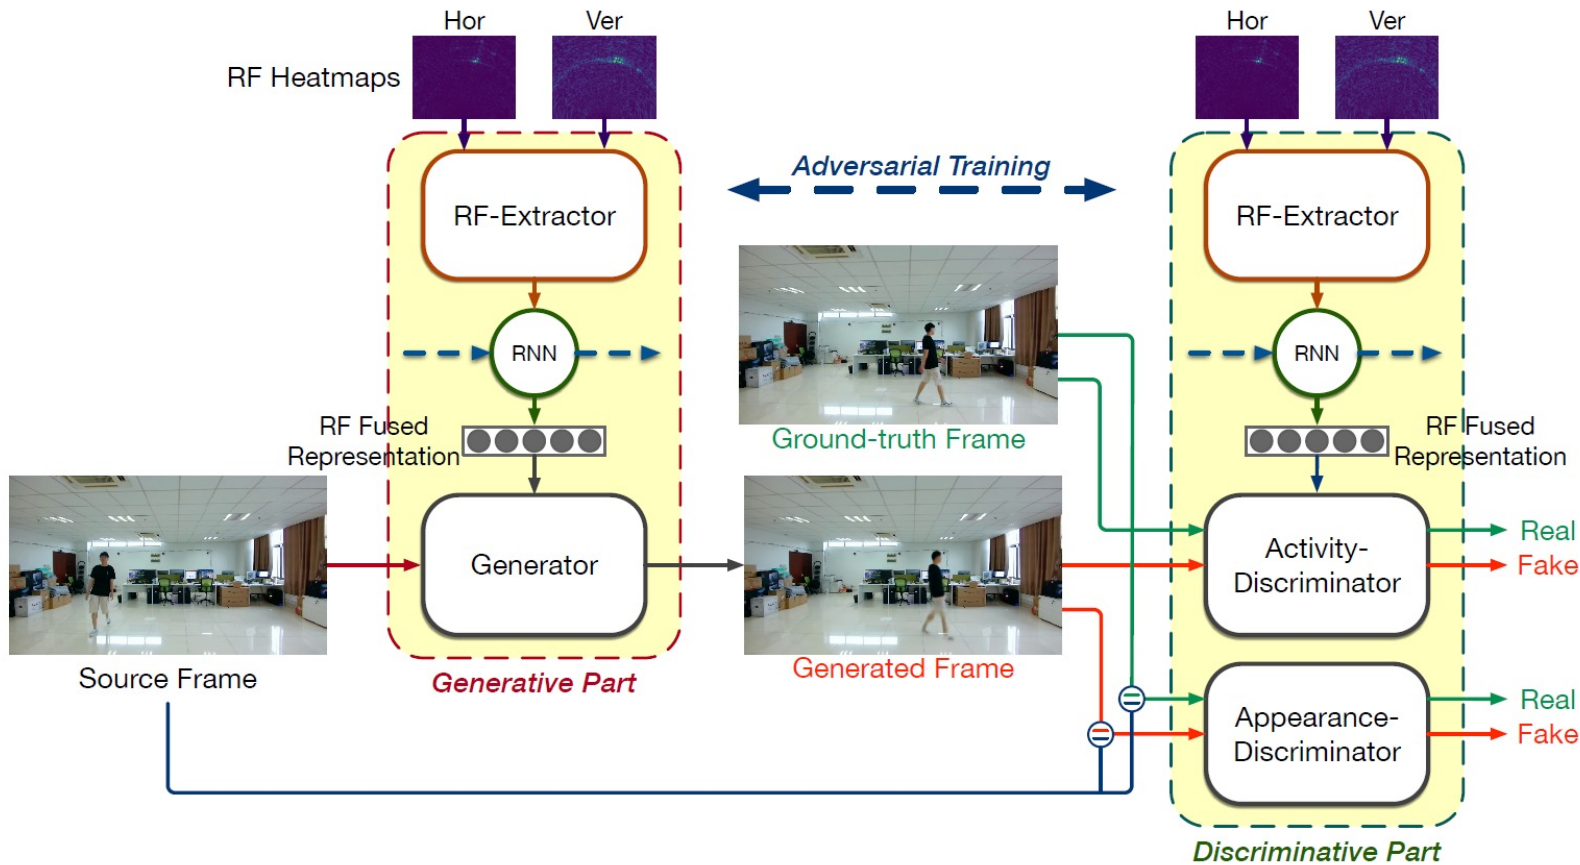 Hor
Ver
Hor
Ver
RF Heatmaps
Adversarial Training
RF-Extractor
RF-Extractor
RNN
RNN
RF Fused
Representation
Ground-truth Frame
RF Fused
Representation
Generator
Activity-
Discriminator
Real
Fake
Source Frame
Generative Part
Generated Frame
Appearance-
Discriminator
Real
Fake
Discriminative Part